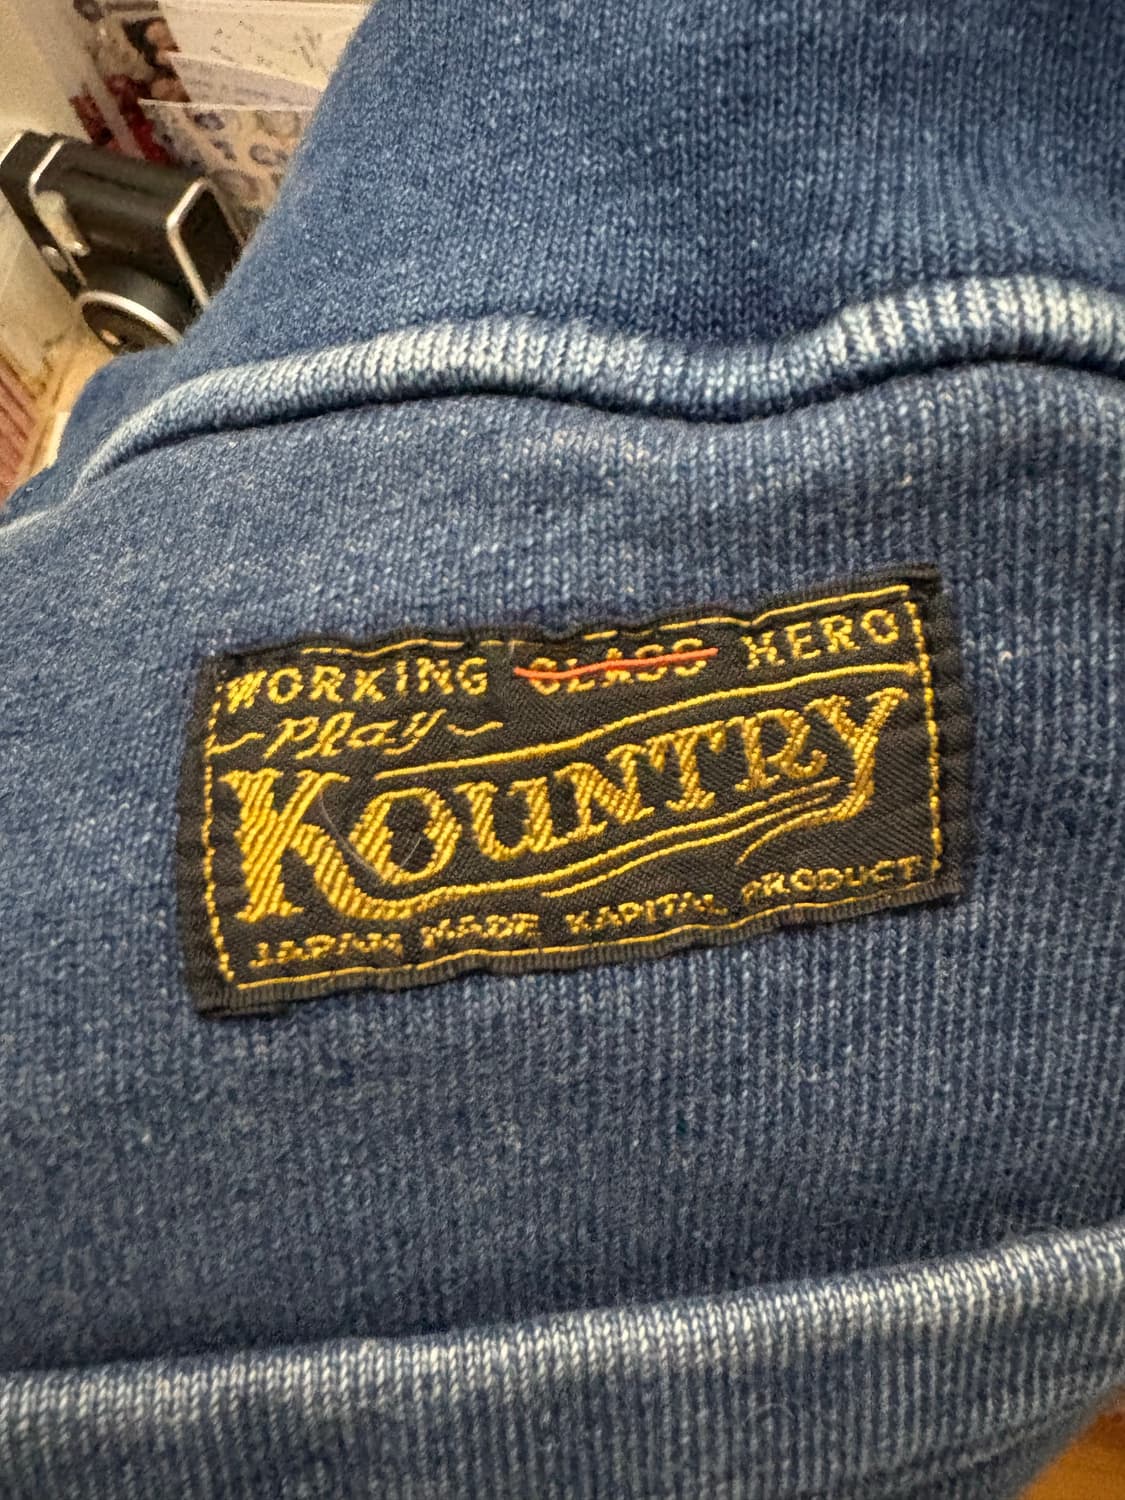 WORKING CLASS HERO
play
KOUNTRY
JAPAN MADE KAPITAL PRODUCT